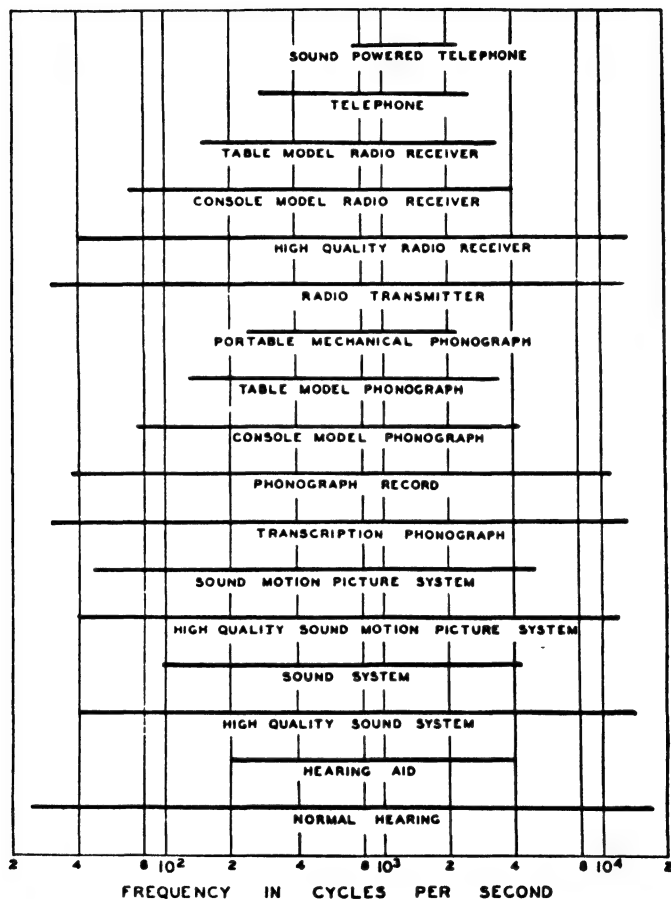 SOUND POWERED TELEPHONE
TELEPHONE
TABLE MODEL RADIO RECEIVER
CONSOLE MODEL RADIO RECEIVER
HIGH QUALITY RADIO RECEIVER
RADIO TRANSMITTER
PORTABLE MECHANICAL PHONOGRAPH
TABLE MODEL PHONOGRAPH
CONSOLE MODEL PHONOGRAPH
PHONOGRAPH RECORD
TRANSCRIPTION PHONOGRAPH
SOUND MOTION PICTURE SYSTEM
HIGH QUALITY SOUND MOTION PICTURE SYSTEM
SOUND SYSTEM
HIGH QUALITY SOUND SYSTEM
HEARING AID
NORMAL HEARING
2 4 8 10² 2 4 8 10³ 2 4 8 10⁴ 2
FREQUENCY IN CYCLES PER SECOND